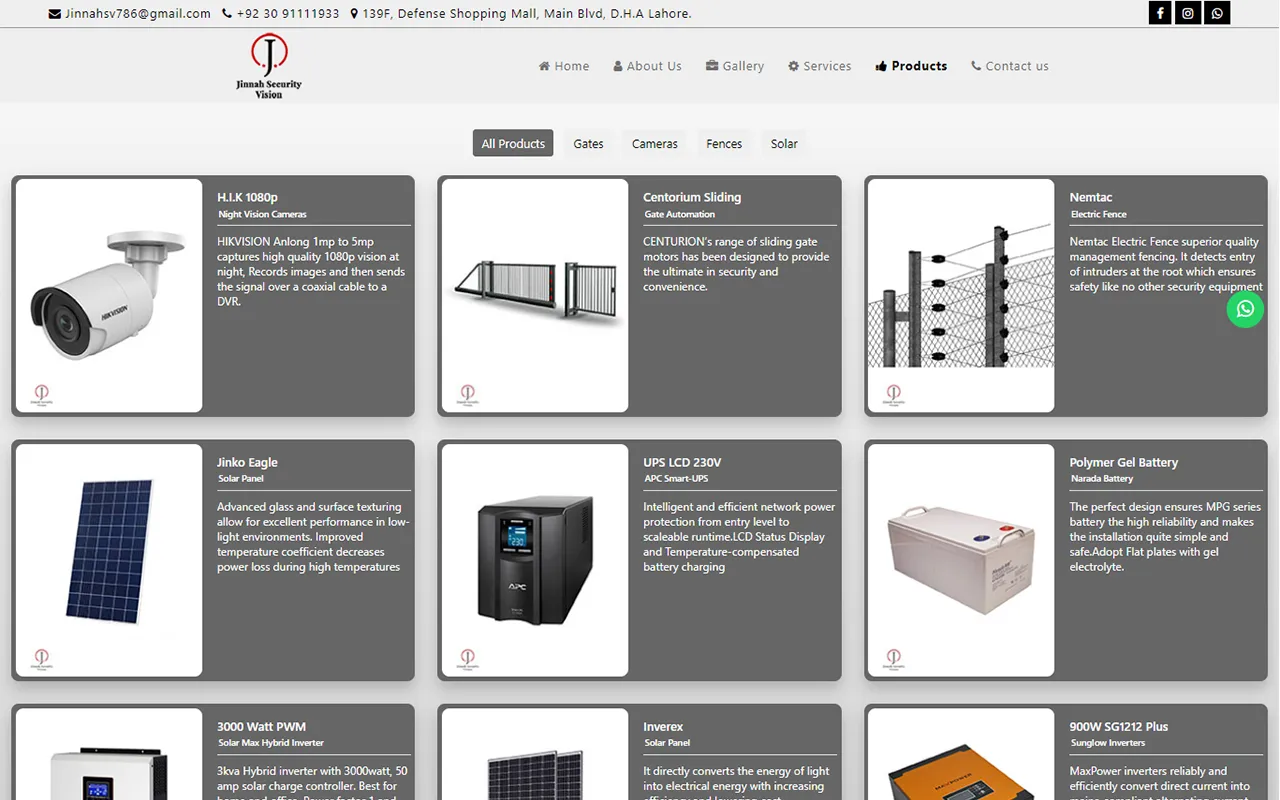 Jinnahsv786@gmail.com +92 30 91111933 139F, Defense Shopping Mall, Main Blvd, D.H.A Lahore.
J
Jinnah Security
Vision
Home About Us Gallery Services Products Contact us
All Products Gates Cameras Fences Solar
H.I.K 1080p
Night Vision Cameras
HIKVISION Anlong 1mp to 5mp
captures high quality 1080p vision at
night, Records images and then sends
the signal over a coaxial cable to a
DVR.
HIKVISION
Centorium Sliding
Gate Automation
CENTURION's range of sliding gate
motors has been designed to provide
the ultimate in security and
convenience.
Nemtac
Electric Fence
Nemtac Electric Fence superior quality
management fencing. It detects entry
of intruders at the root which ensures
safety like no other security equipment
Jinko Eagle
Solar Panel
Advanced glass and surface texturing
allow for excellent performance in low-
light environments. Improved
temperature coefficient decreases
power loss during high temperatures
UPS LCD 230V
APC Smart-UPS
Intelligent and efficient network power
protection from entry level to
scaleable runtime.LCD Status Display
and Temperature-compensated
battery charging
230
APC
Polymer Gel Battery
Narada Battery
The perfect design ensures MPG series
battery the high reliability and makes
the installation quite simple and
safe.Adopt Flat plates with gel
electrolyte.
3000 Watt PWM
Solar Max Hybrid Inverter
3kva Hybrid inverter with 3000watt, 50
amp solar charge controller. Best for
Inverex
Solar Panel
It directly converts the energy of light
into electrical energy with increasing
900W SG1212 Plus
Sunglow Inverters
MaxPower inverters reliably and
efficiently convert direct current into
MAXPOWER